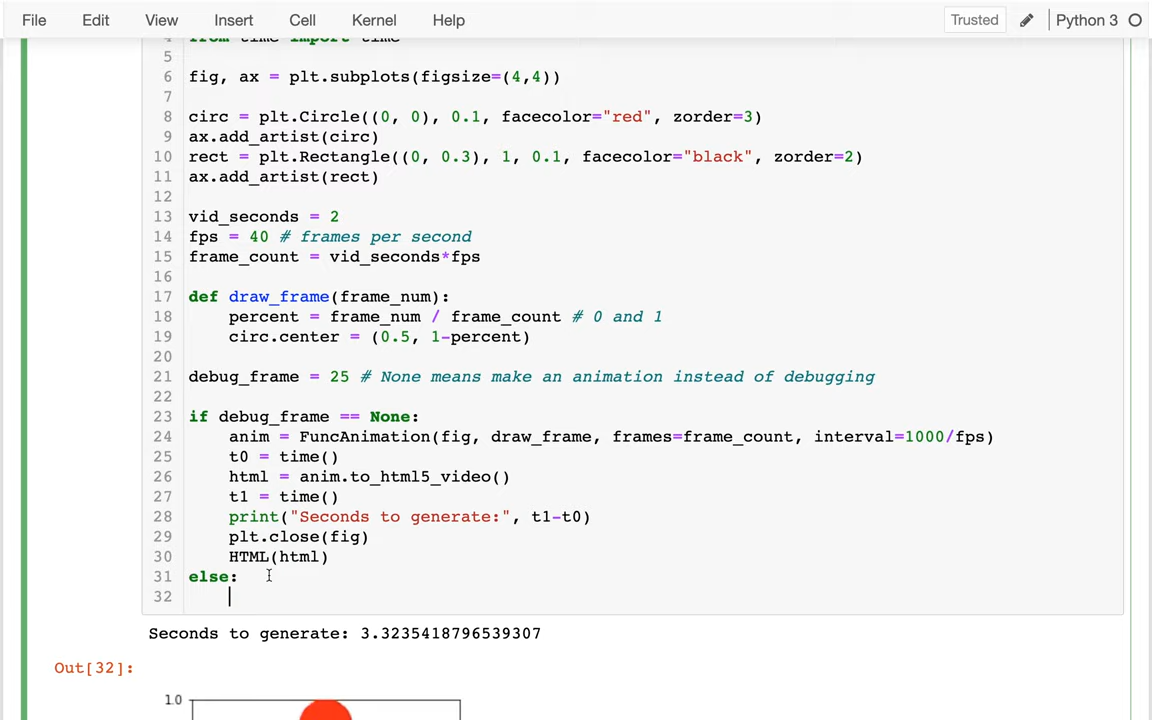 File Edit View Insert Cell Kernel Help Trusted Python 3
4 from time import time
5
6 fig, ax = plt.subplots(figsize=(4,4))
7
8 circ = plt.Circle((0, 0), 0.1, facecolor="red", zorder=3)
9 ax.add_artist(circ)
10 rect = plt.Rectangle((0, 0.3), 1, 0.1, facecolor="black", zorder=2)
11 ax.add_artist(rect)
12
13 vid_seconds = 2
14 fps = 40 # frames per second
15 frame_count = vid_seconds*fps
16
17 def draw_frame(frame_num):
18     percent = frame_num / frame_count # 0 and 1
19     circ.center = (0.5, 1-percent)
20
21 debug_frame = 25 # None means make an animation instead of debugging
22
23 if debug_frame == None:
24     anim = FuncAnimation(fig, draw_frame, frames=frame_count, interval=1000/fps)
25     t0 = time()
26     html = anim.to_html5_video()
27     t1 = time()
28     print("Seconds to generate:", t1-t0)
29     plt.close(fig)
30     HTML(html)
31 else:
32
Seconds to generate: 3.3235418796539307
Out[32]:
1.0